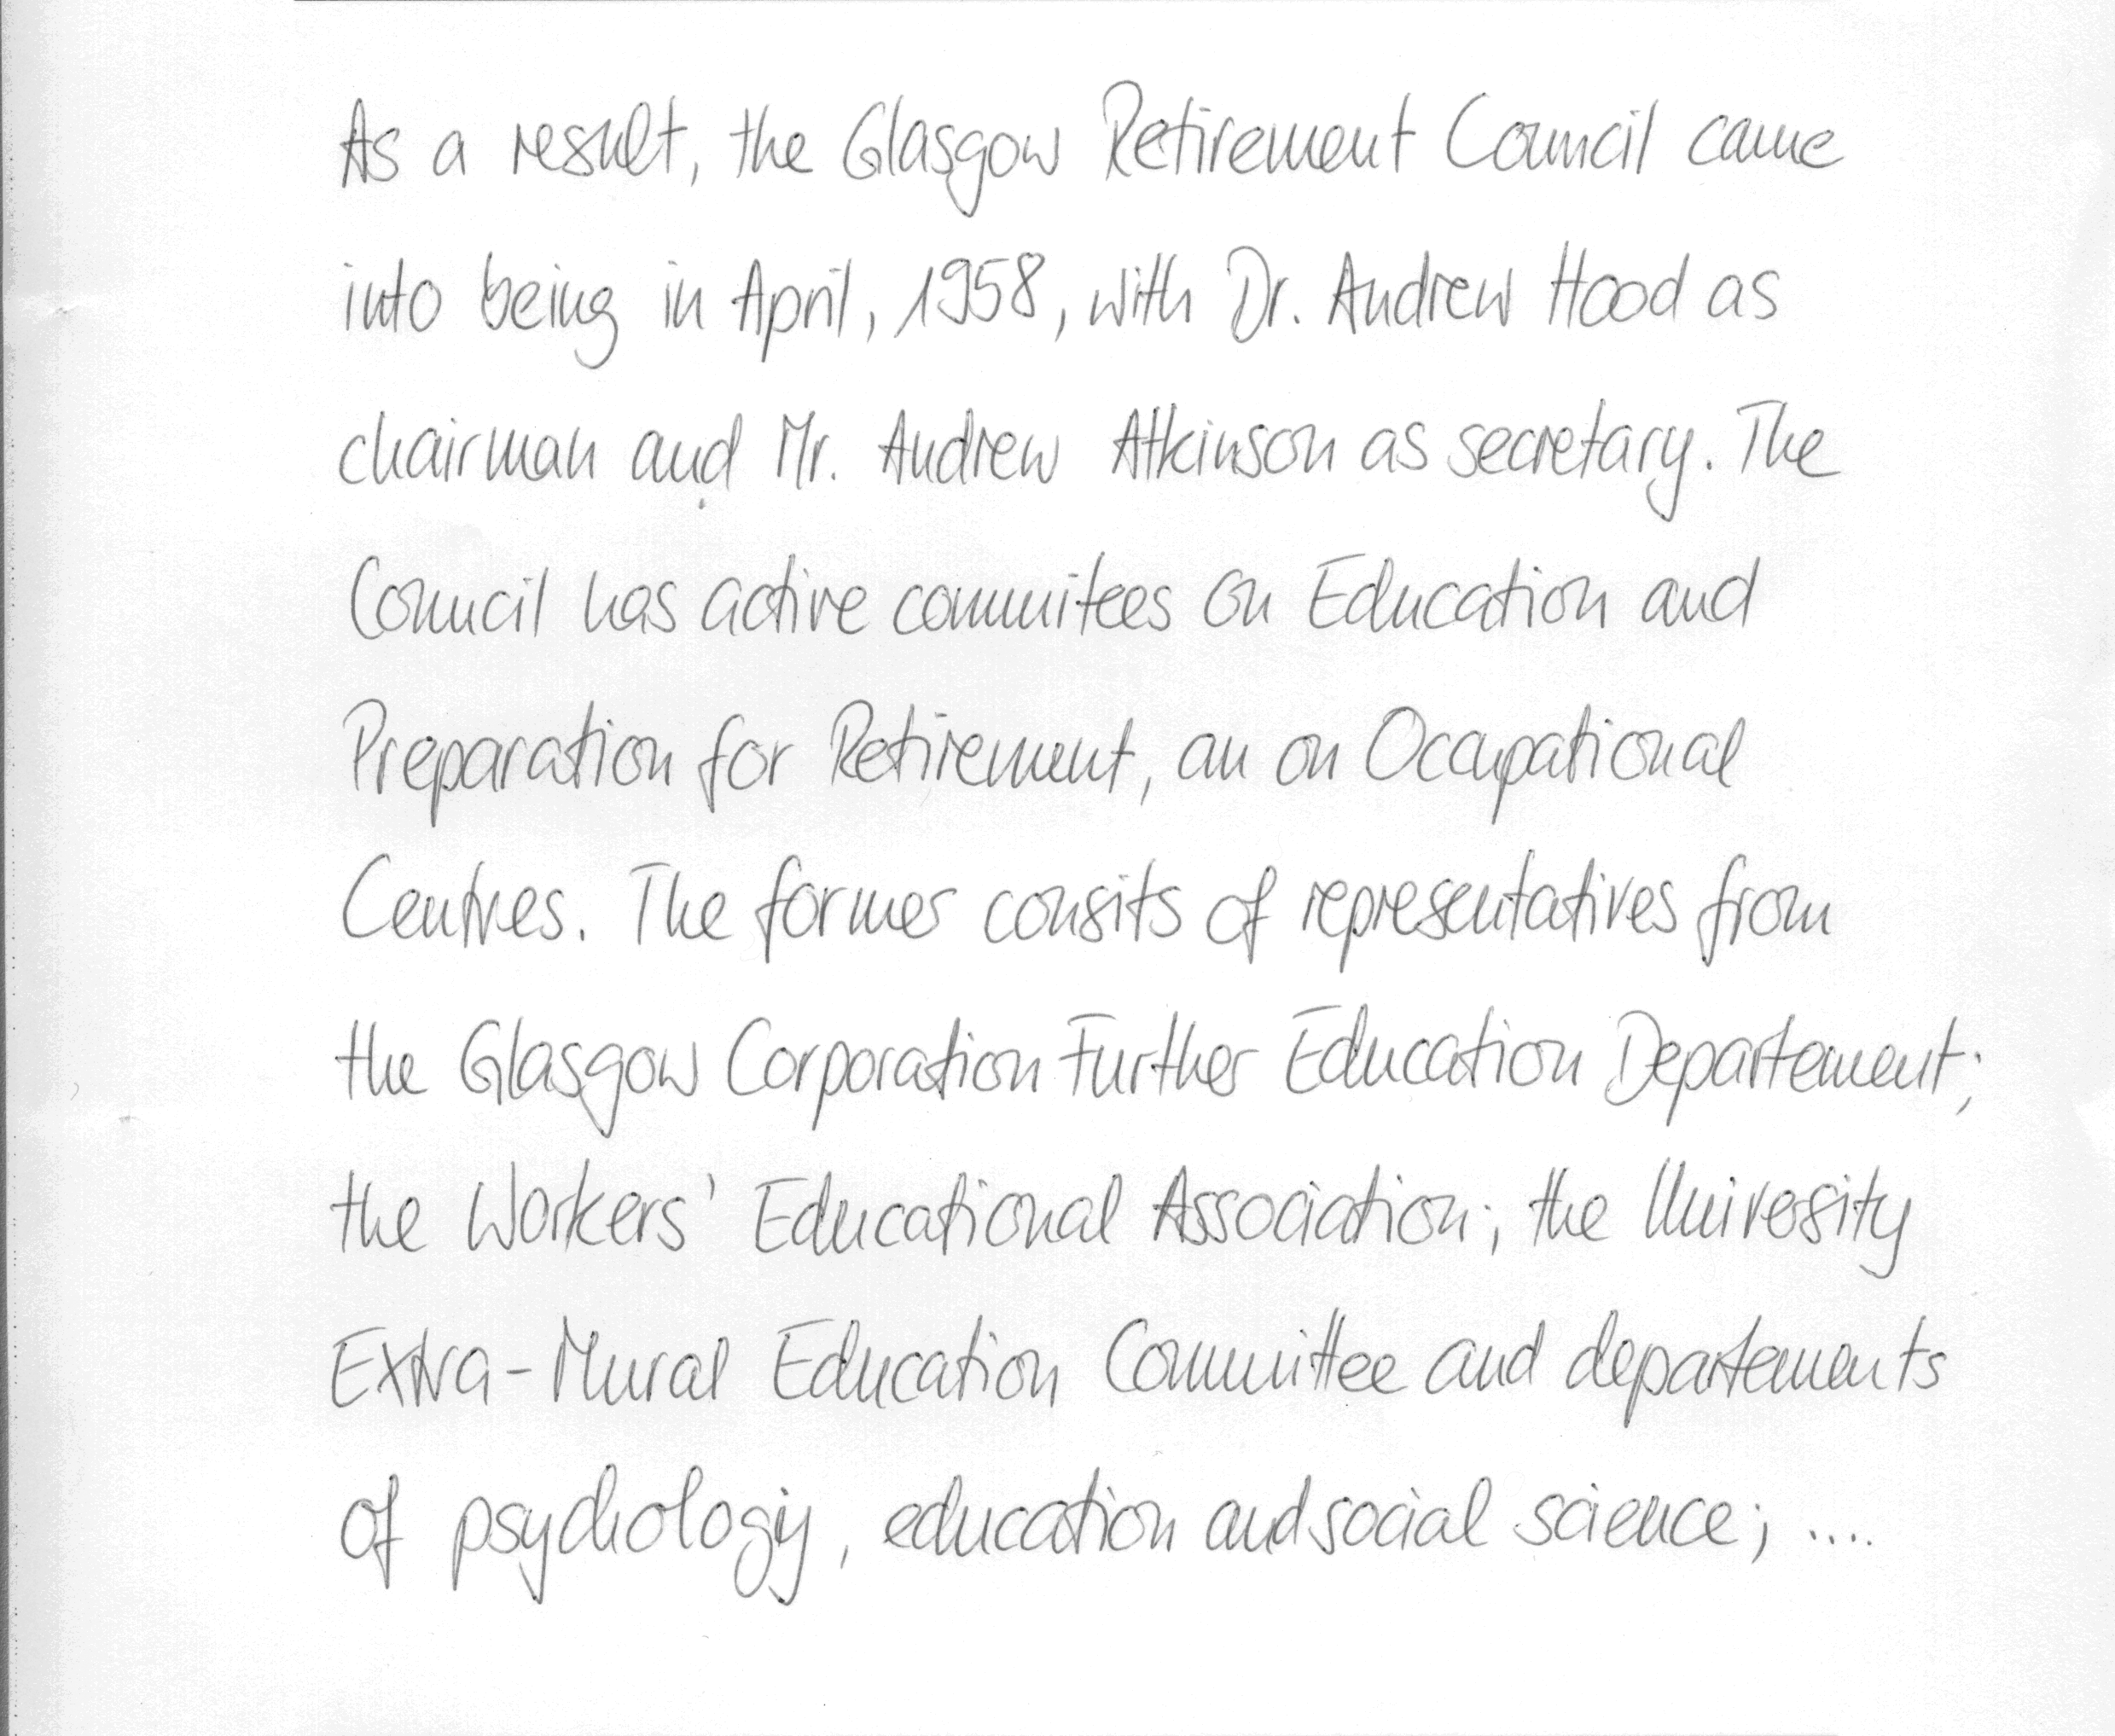 As a result, the Glasgow Retirement Council came
into being in April, 1958, with Dr. Andrew Hood as
chairman and Mr. Andrew Atkinson as secretary. The
Council has active commitees on Education and
Preparation for Retirement, an on Occupational
Centres. The former consits of representatives from
the Glasgow Corporation Further Education Departement;
the Workers' Educational Association; the Univesity
Extra-Mural Education Committee and departements
of psychology, education and social science; ....